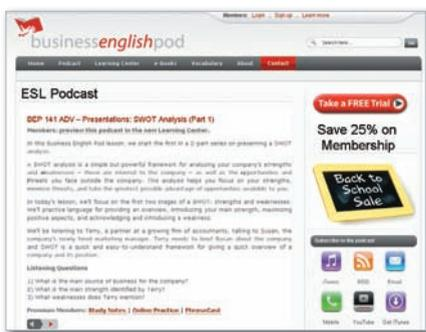 Members: Login | Sign up | Learn more
businessenglishpod
Search here...
Home Podcast Learning Center e-Books Vocabulary About Contact
ESL Podcast
BEP 141 ADV – Presentations: SWOT Analysis (Part 1)
Members: preview this podcast in the new Learning Center.
In this Business English Pod lesson, we start the first in a 2-part series on presenting a SWOT
analysis.
A SWOT analysis is a simple but powerful framework for analyzing your company's strengths
and weaknesses – these are internal to the company – as well as the opportunities and
threats you face outside the company. This analysis helps you focus on your strengths,
minimize threats, and take the greatest possible advantage of opportunities available to you.
In today's lesson, we'll focus on the first two stages of a SWOT: strengths and weaknesses.
We'll practice language for providing an overview, introducing your main strength, maximizing
positive aspects, and acknowledging and introducing a weakness.
We'll be listening to Terry, a partner at a growing firm of accountants, talking to Susan, the
company's newly hired marketing manager. Terry needs to brief Susan about the company
and SWOT is a quick and easy-to-understand framework for giving a quick overview of a
company and its position.
Listening Questions
1) What is the main source of business for the company?
2) What is the main strength identified by Terry?
3) What weaknesses does Terry mention?
Premium Members: Study Notes | Online Practice | PhraseCast
Take a FREE Trial
Save 25% on
Membership
Back to
School
Sale
Subscribe to the podcast
iTunes RSS Email
Mobile YouTube Get iTunes